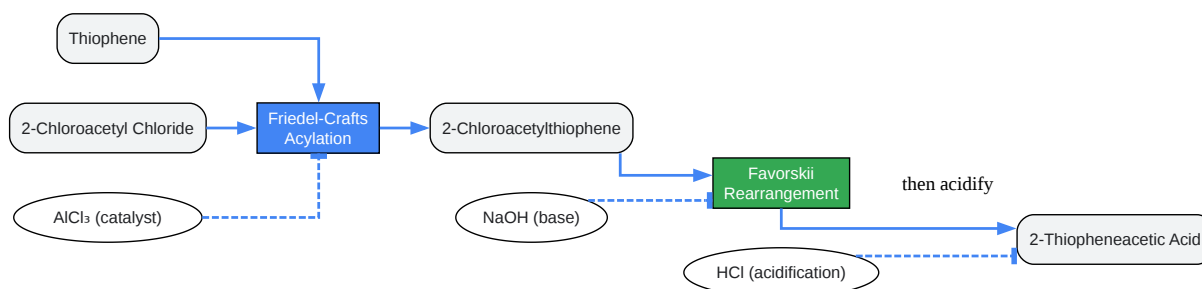 Thiophene
2-Chloroacetyl Chloride
Friedel-Crafts
Acylation
2-Chloroacetylthiophene
AlCl₃ (catalyst)
NaOH (base)
Favorskii
Rearrangement
then acidify
HCl (acidification)
2-Thiopheneacetic Acid